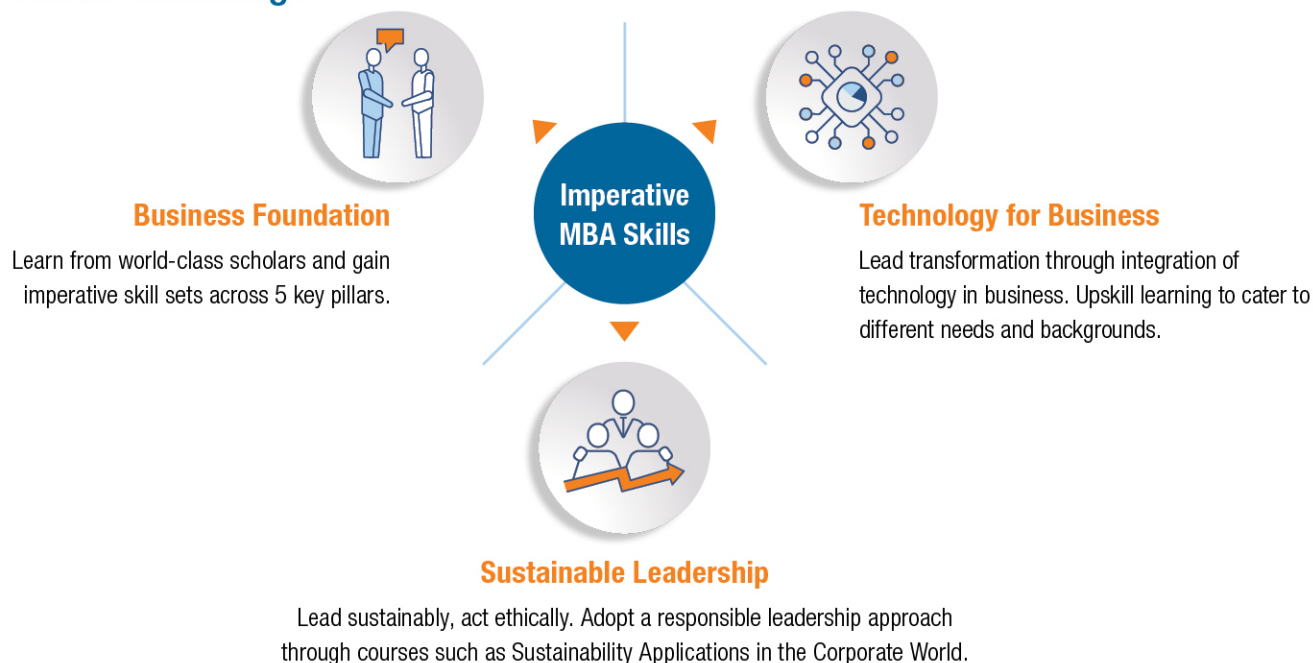 Imperative
MBA Skills
Business Foundation
Learn from world-class scholars and gain
imperative skill sets across 5 key pillars.
Technology for Business
Lead transformation through integration of
technology in business. Upskill learning to cater to
different needs and backgrounds.
Sustainable Leadership
Lead sustainably, act ethically. Adopt a responsible leadership approach
through courses such as Sustainability Applications in the Corporate World.